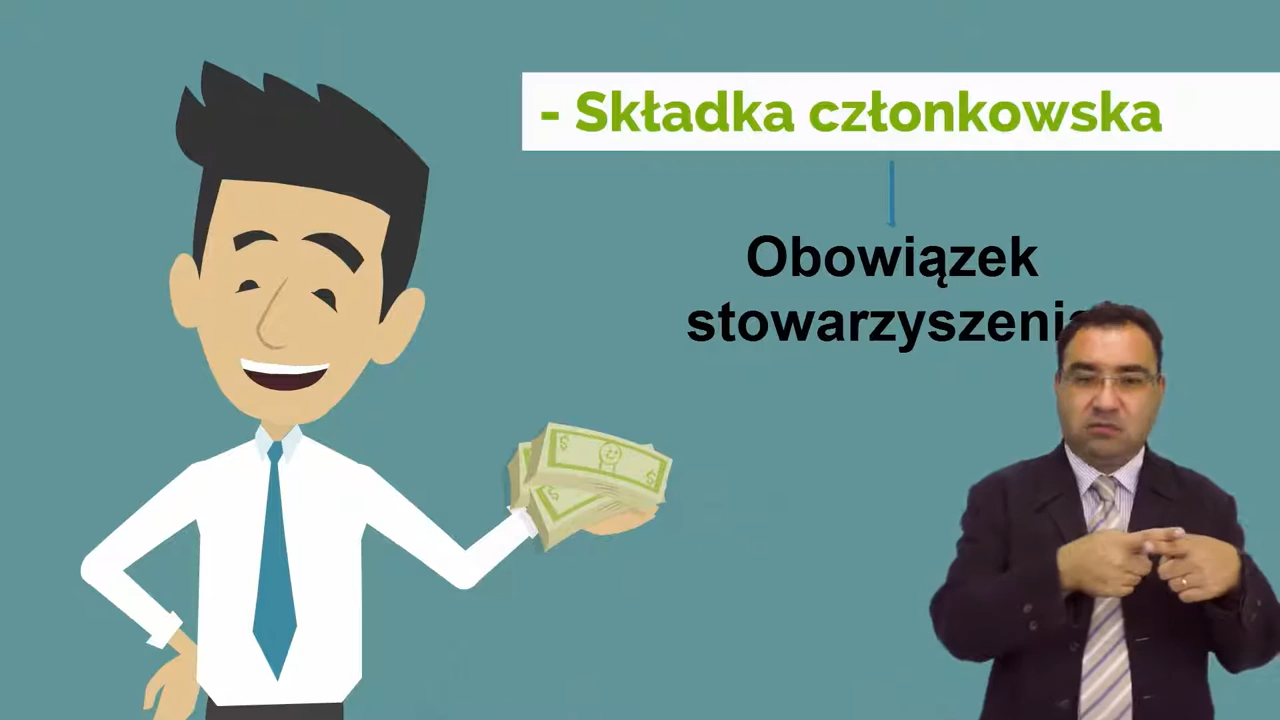 - Składka członkowska
Obowiązek
stowarzyszenia
$
$
$